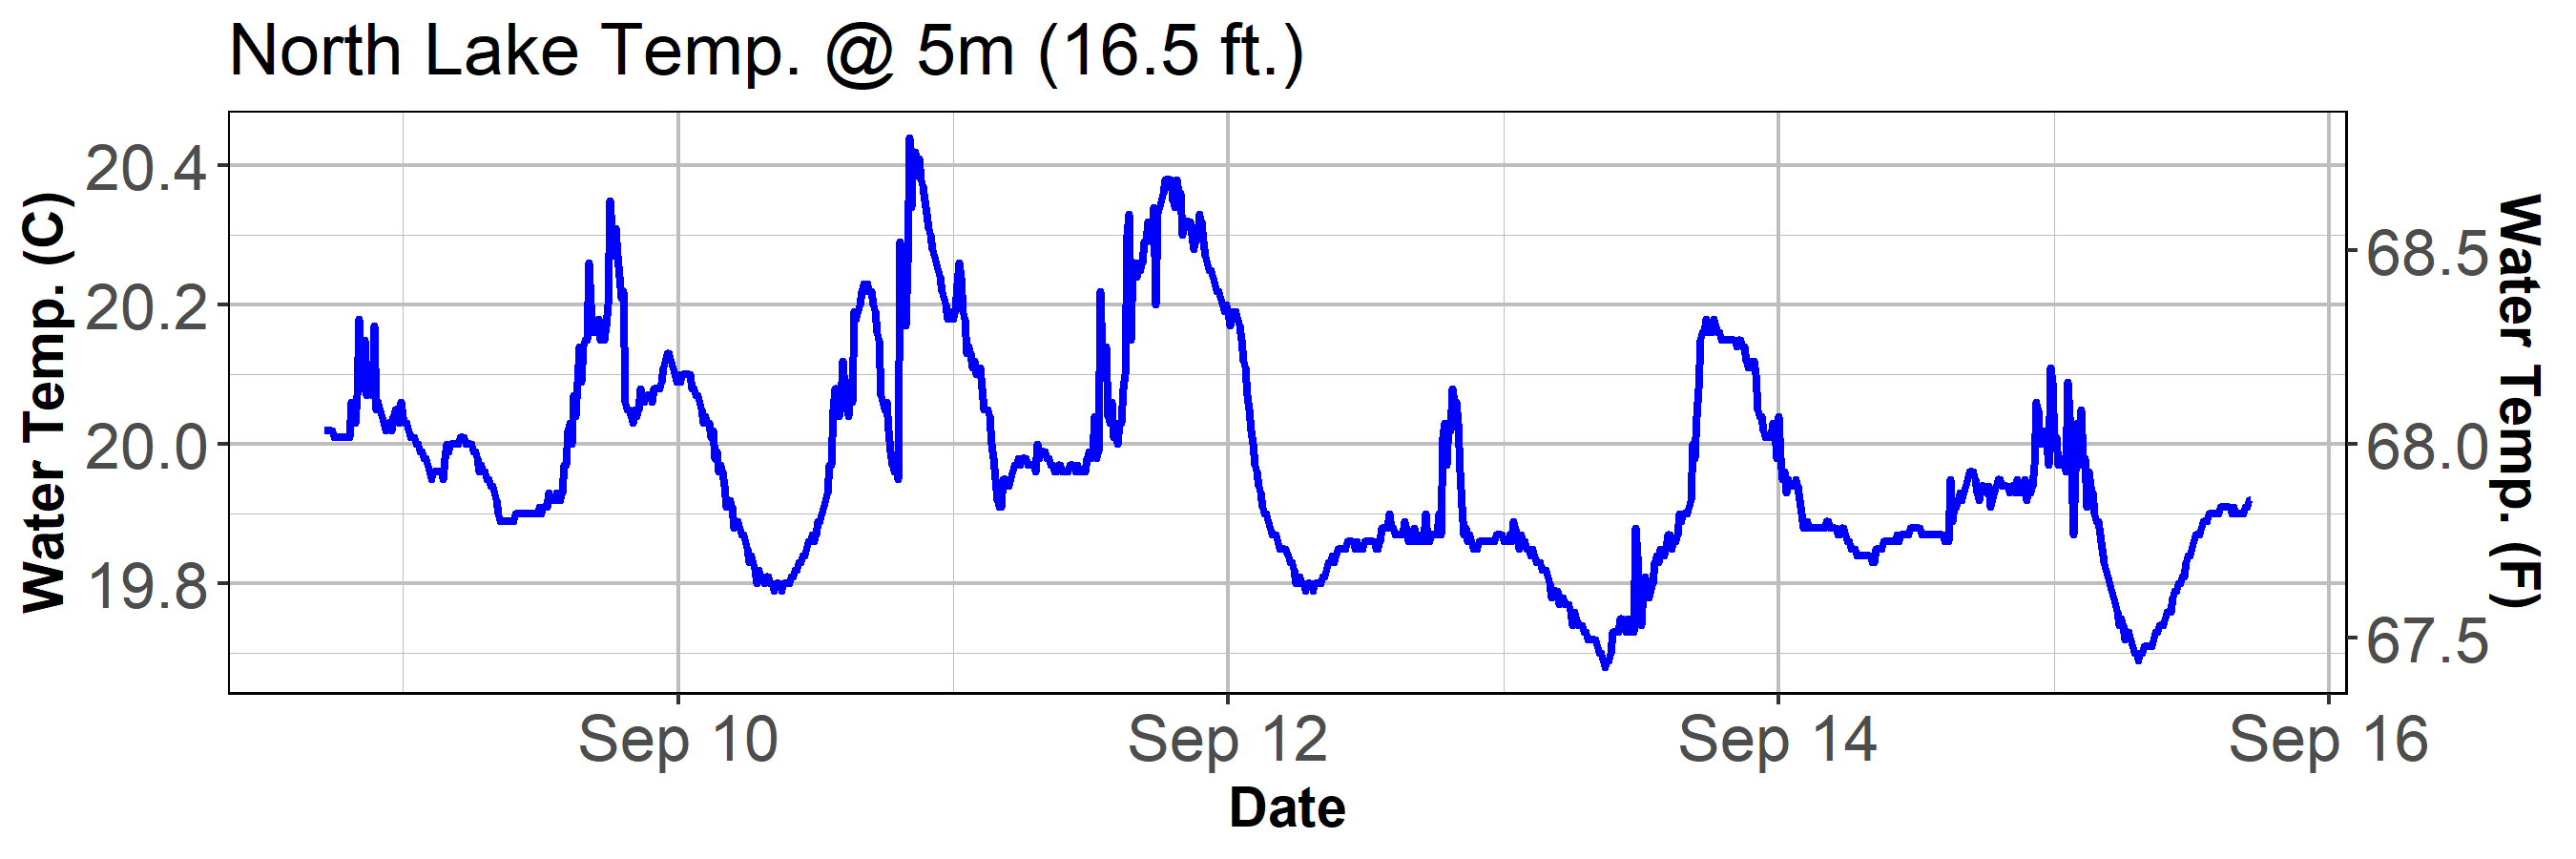 North Lake Temp. @ 5m (16.5 ft.)
Water Temp. (C)
20.4
20.2
20.0
19.8
68.5
68.0
67.5
Water Temp. (F)
Sep 10 Sep 12 Sep 14 Sep 16
Date